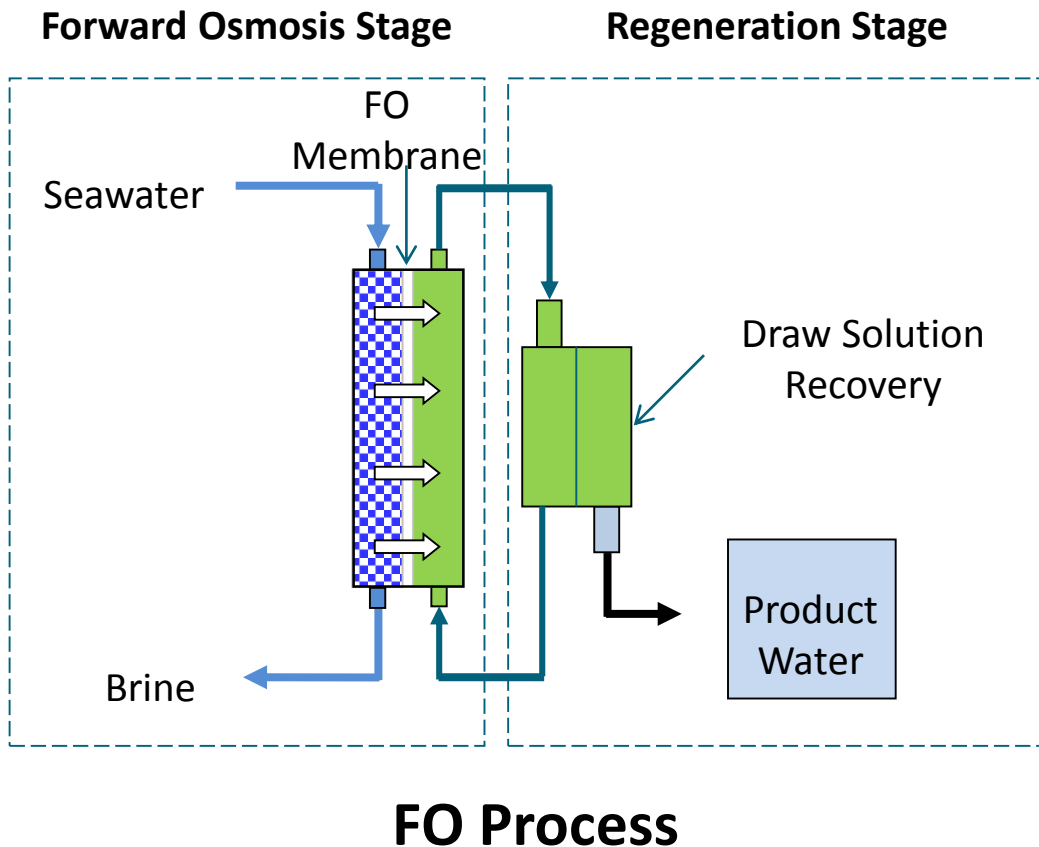 Forward Osmosis Stage
Regeneration Stage
FO
Membrane
Seawater
Draw Solution
Recovery
Product
Water
Brine
FO Process